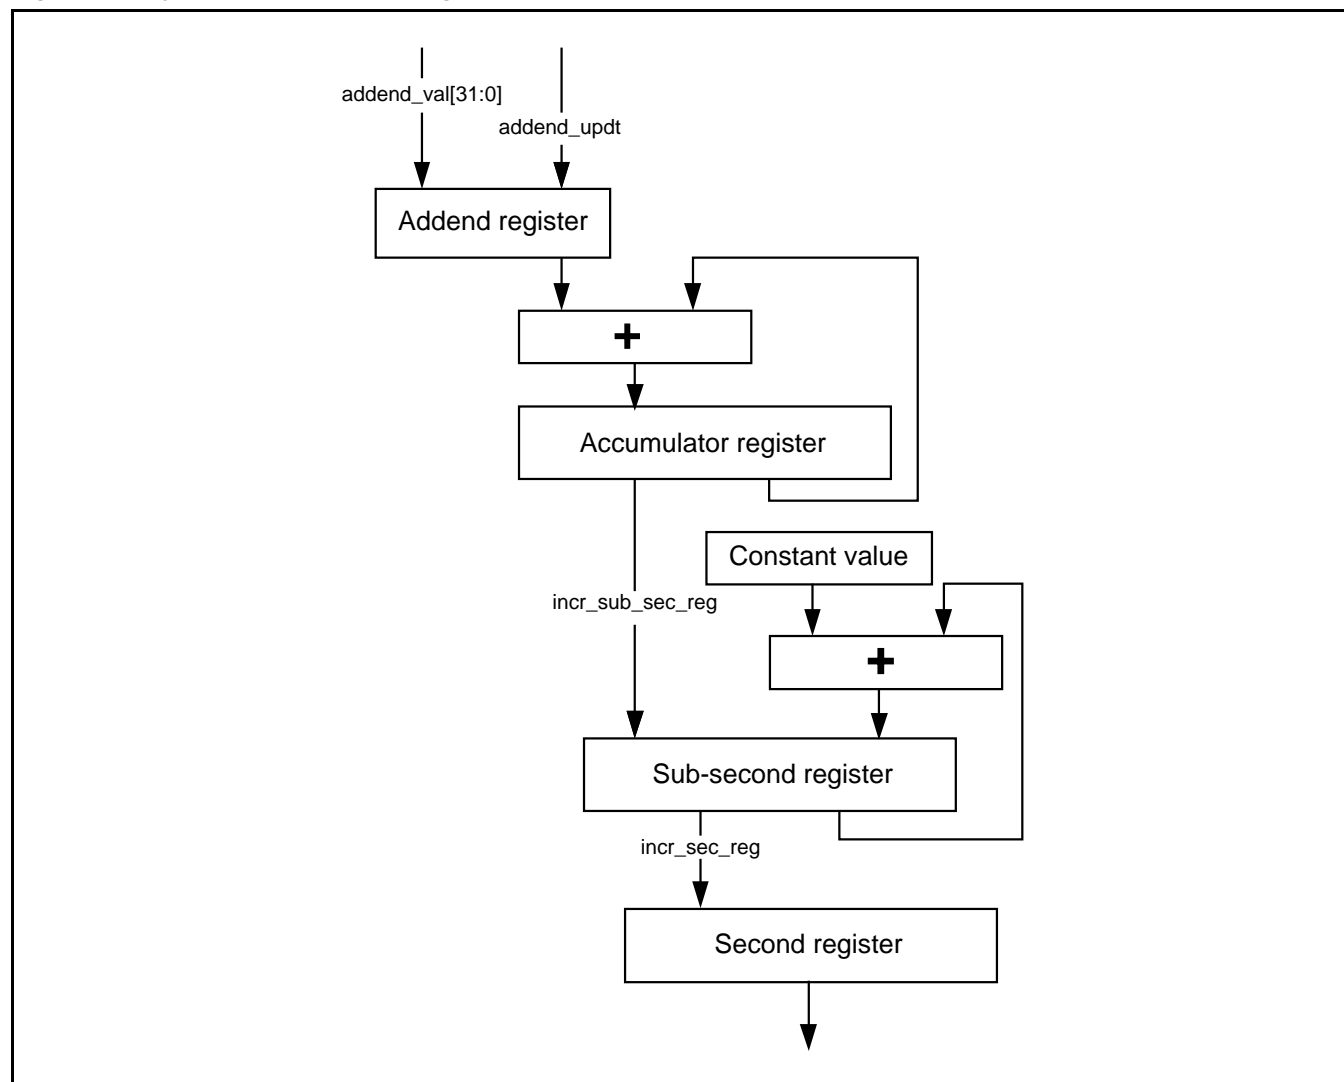 addend_val[31:0]
addend_updt
Addend register
+
Accumulator register
Constant value
incr_sub_sec_reg
+
Sub-second register
incr_sec_reg
Second register